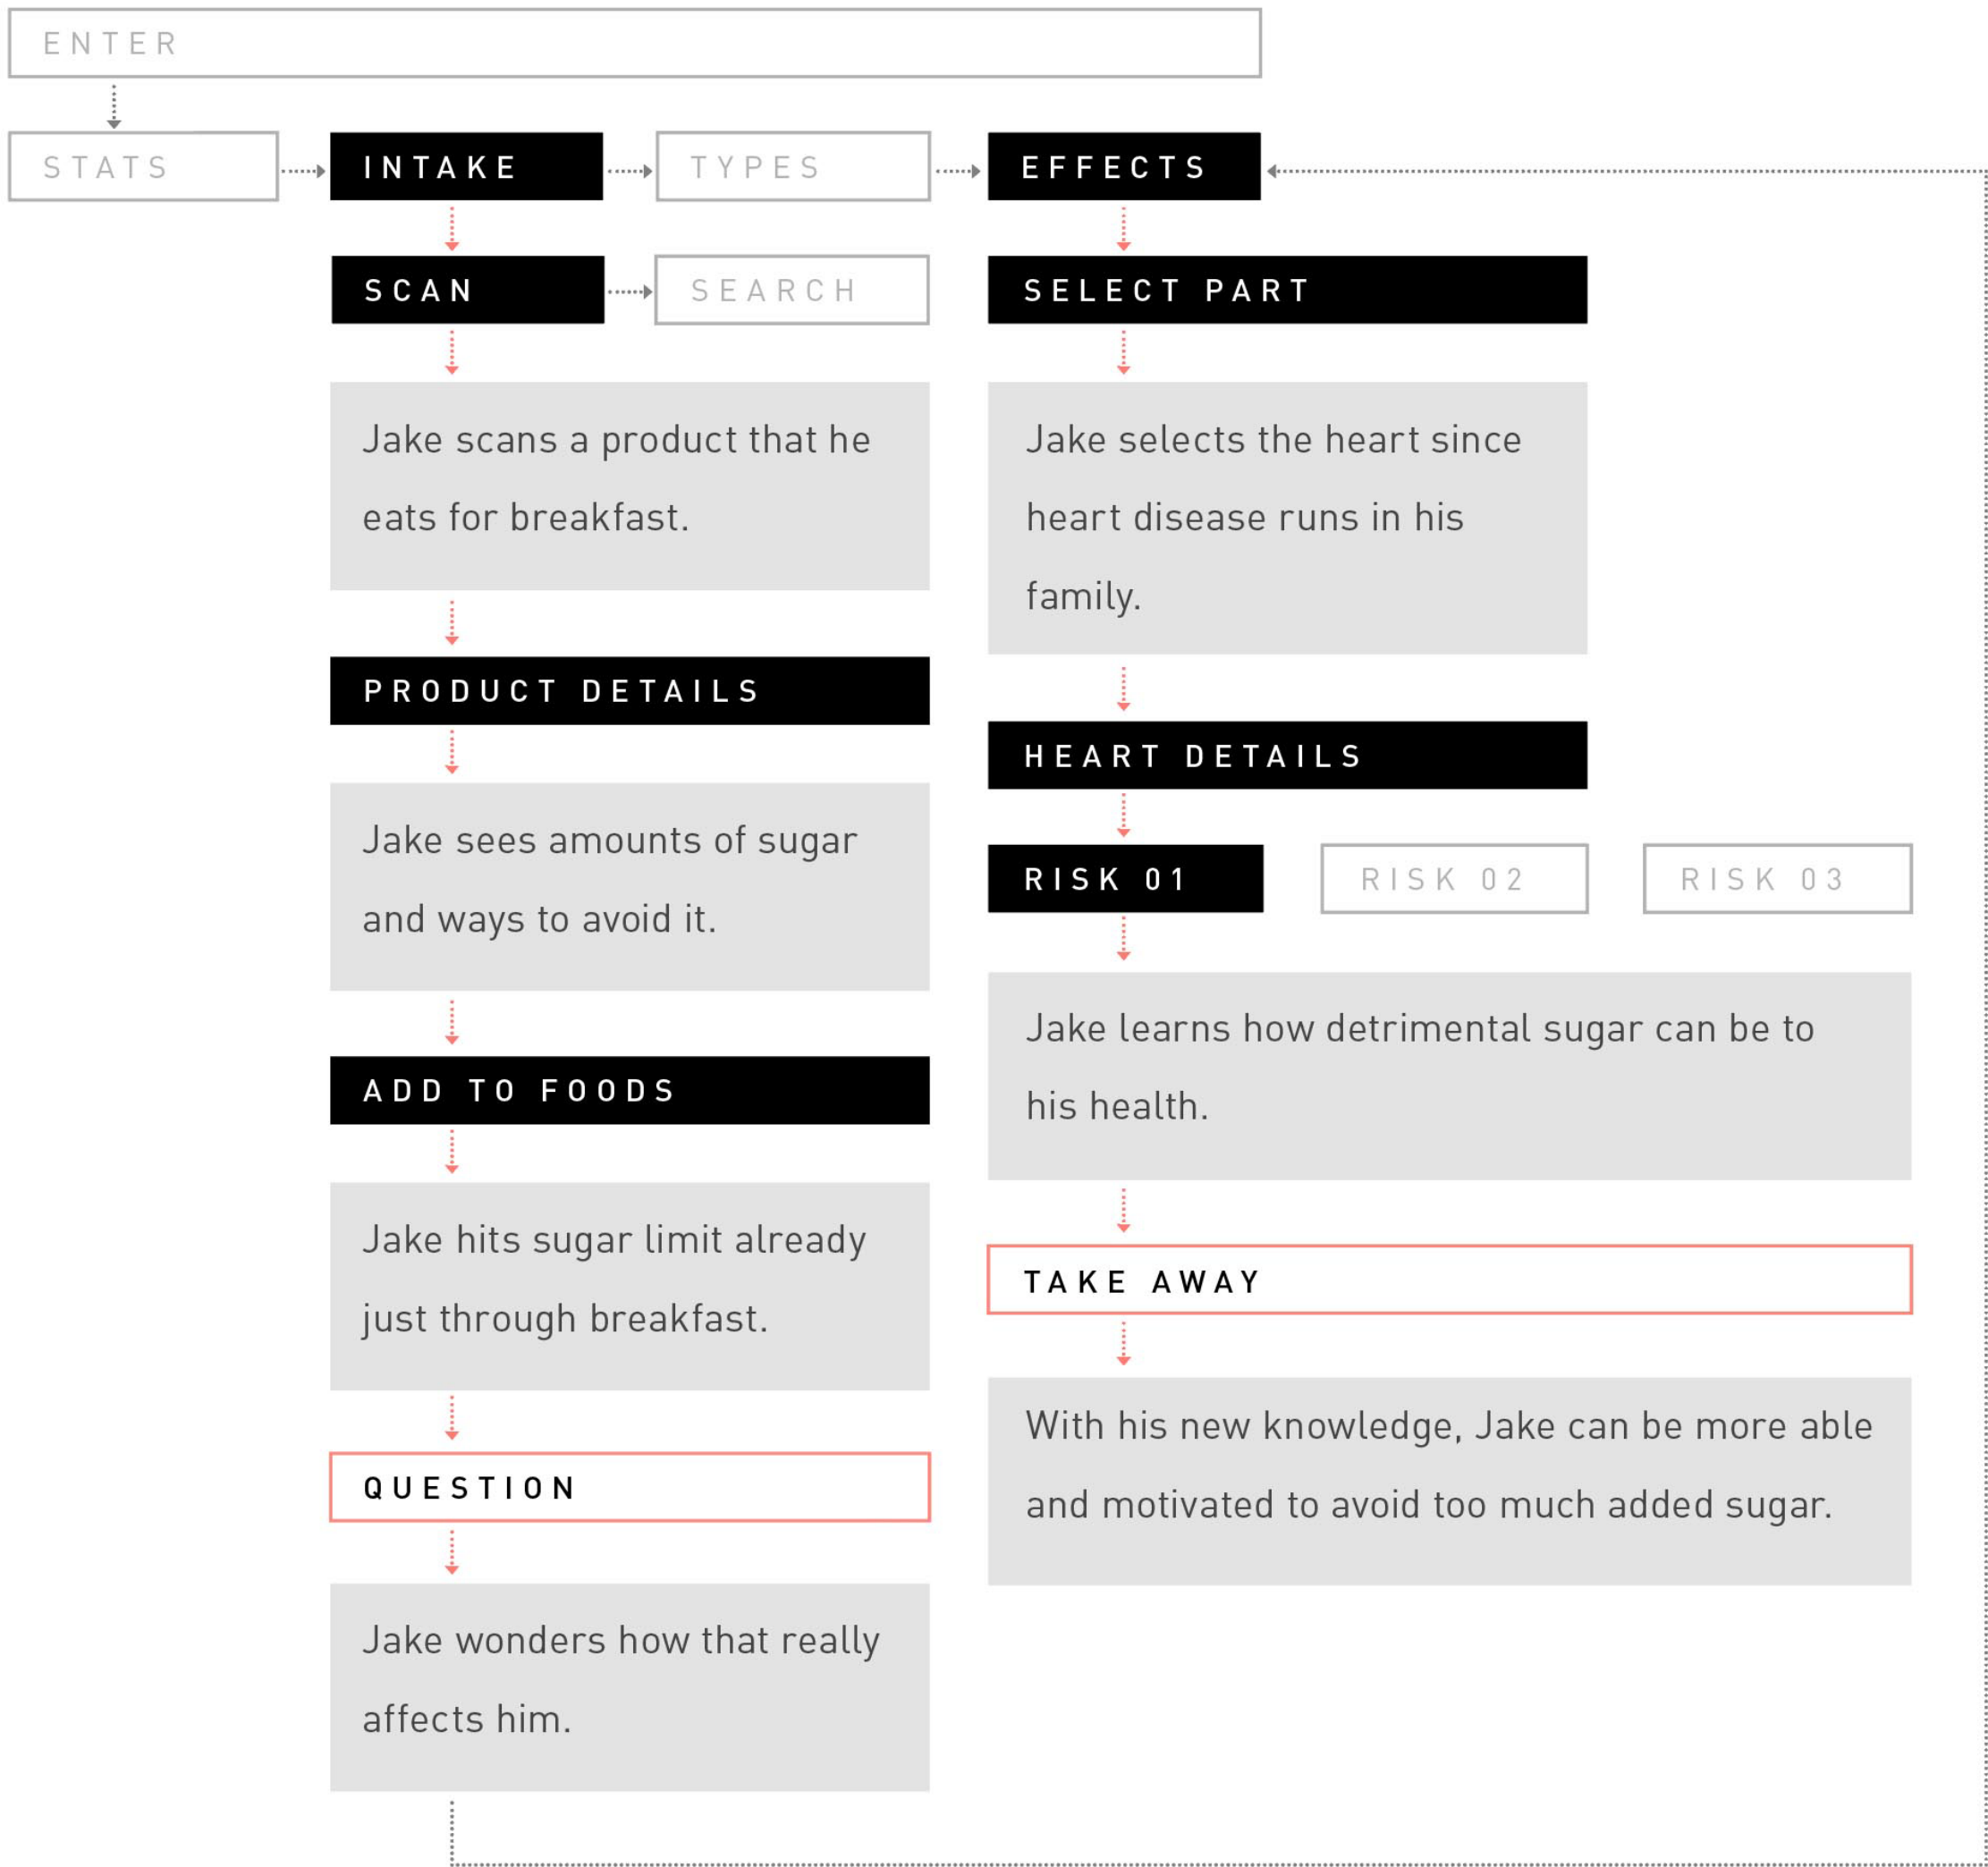 ENTER
STATS
INTAKE
TYPES
EFFECTS
SCAN
SEARCH
Jake scans a product that he
eats for breakfast.
PRODUCT DETAILS
Jake sees amounts of sugar
and ways to avoid it.
ADD TO FOODS
Jake hits sugar limit already
just through breakfast.
QUESTION
Jake wonders how that really
affects him.
SELECT PART
Jake selects the heart since
heart disease runs in his
family.
HEART DETAILS
RISK 01
RISK 02
RISK 03
Jake learns how detrimental sugar can be to
his health.
TAKE AWAY
With his new knowledge, Jake can be more able
and motivated to avoid too much added sugar.